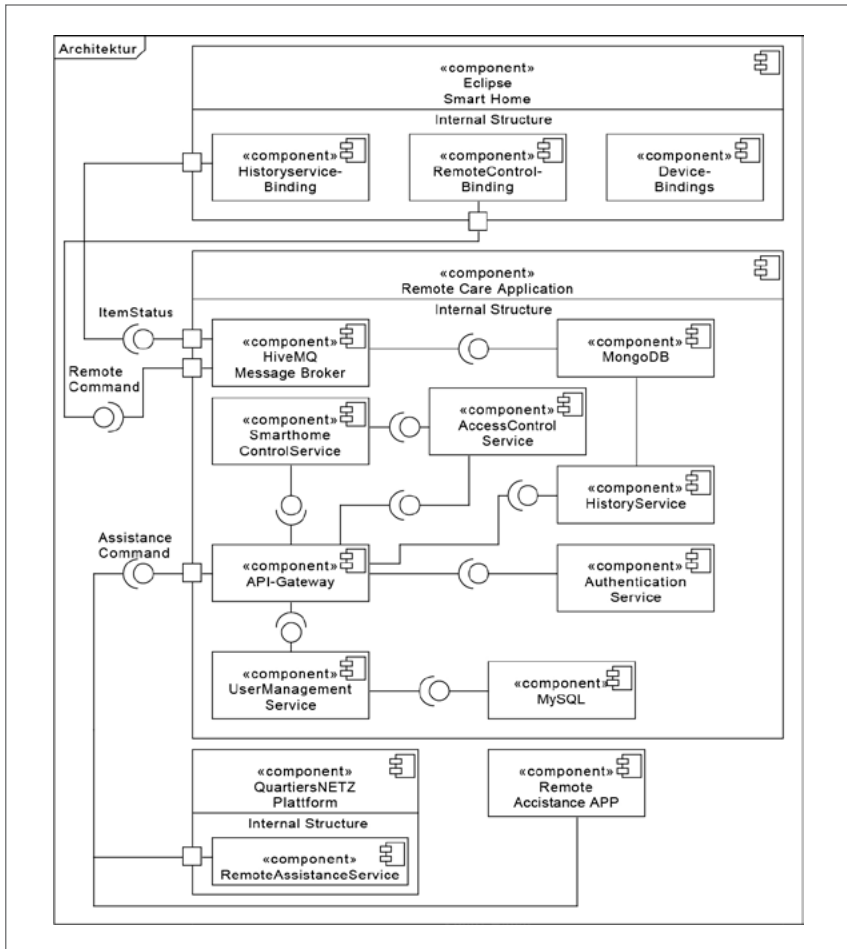 Architektur
«component»
Eclipse
Smart Home
Internal Structure
«component»
Historyservice-
Binding
«component»
RemoteControl-
Binding
«component»
Device-
Bindings
«component»
Remote Care Application
Internal Structure
ItemStatus
«component»
HiveMQ
Message Broker
«component»
MongoDB
Remote
Command
«component»
Smarthome
ControlService
«component»
AccessControl
Service
«component»
HistoryService
Assistance
Command
«component»
API-Gateway
«component»
Authentication
Service
«component»
UserManagement
Service
«component»
MySQL
«component»
QuartiersNETZ
Plattform
Internal Structure
«component»
RemoteAssistanceService
«component»
Remote
Accistance APP